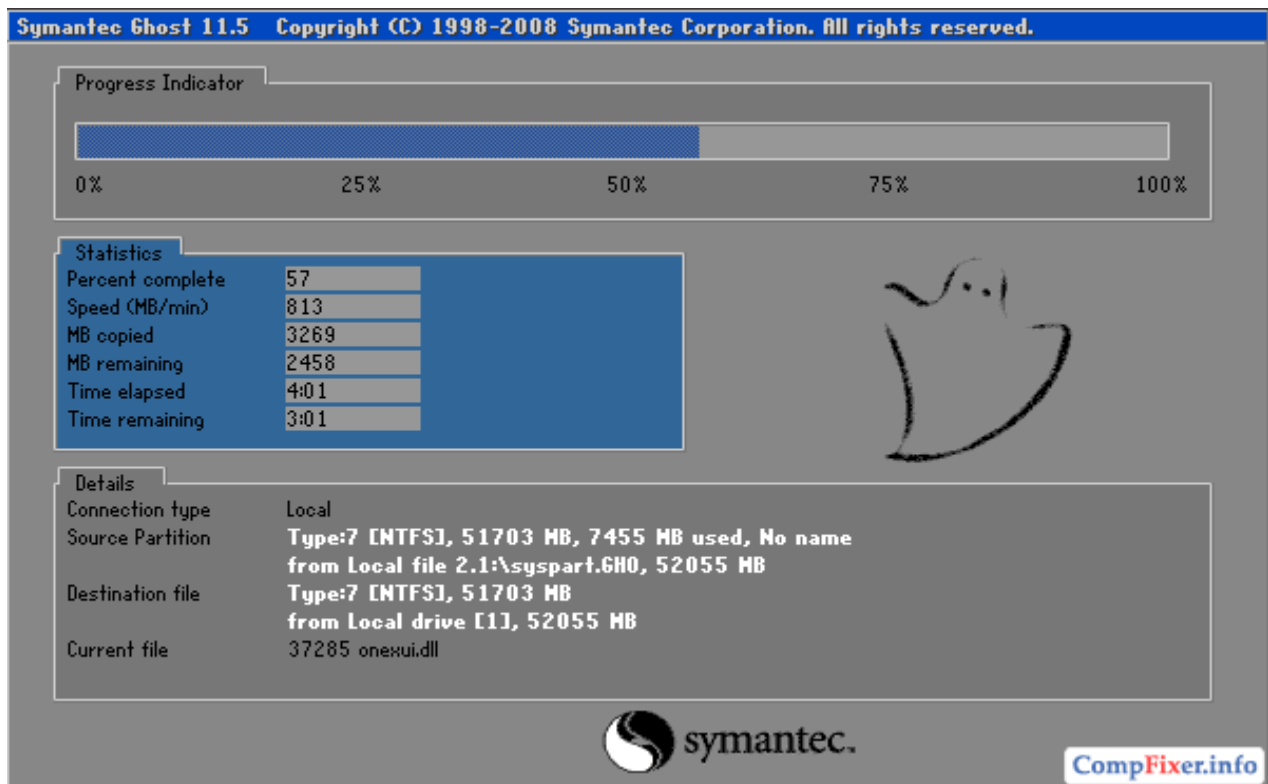 Symantec Ghost 11.5 Copyright (C) 1998-2008 Symantec Corporation. All rights reserved.
Progress Indicator
0% 25% 50% 75% 100%
Statistics
Percent complete 57
Speed (MB/min) 813
MB copied 3269
MB remaining 2458
Time elapsed 4:01
Time remaining 3:01
Details
Connection type Local
Source Partition Type:7 [NTFS], 51703 MB, 7455 MB used, No name
from Local file 2.1:\syspart.GHO, 52055 MB
Destination file Type:7 [NTFS], 51703 MB
from Local drive [1], 52055 MB
Current file 37285 onexui.dll
symantec.
CompFixer.info